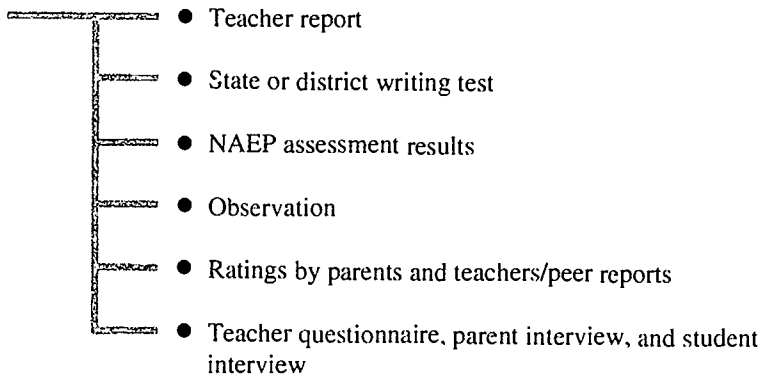 ● Teacher report
● State or district writing test
● NAEP assessment results
● Observation
● Ratings by parents and teachers/peer reports
● Teacher questionnaire, parent interview, and student
interview